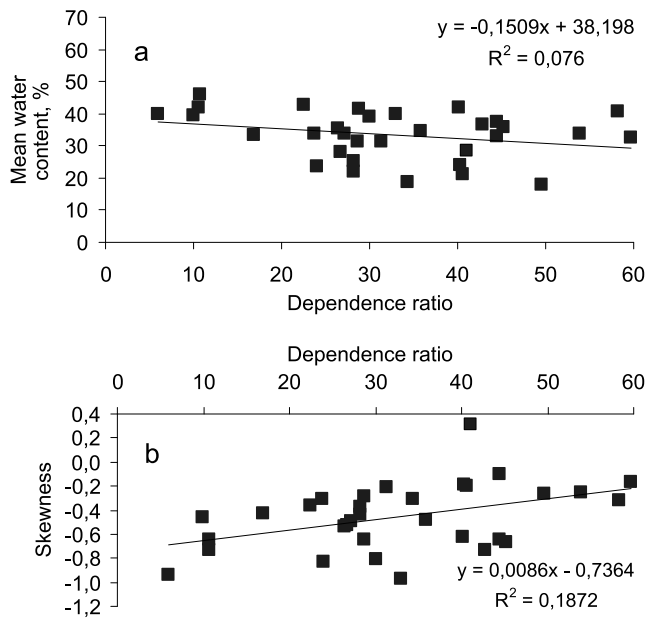 a
y = -0,1509x + 38,198
R² = 0,076
Mean water
content, %
70
60
50
40
30
20
10
0
0 10 20 30 40 50 60
Dependence ratio
Dependence ratio
0 10 20 30 40 50 60
b
Skewness
0,4
0,2
0,0
-0,2
-0,4
-0,6
-0,8
-1,0
-1,2
y = 0,0086x - 0,7364
R² = 0,1872